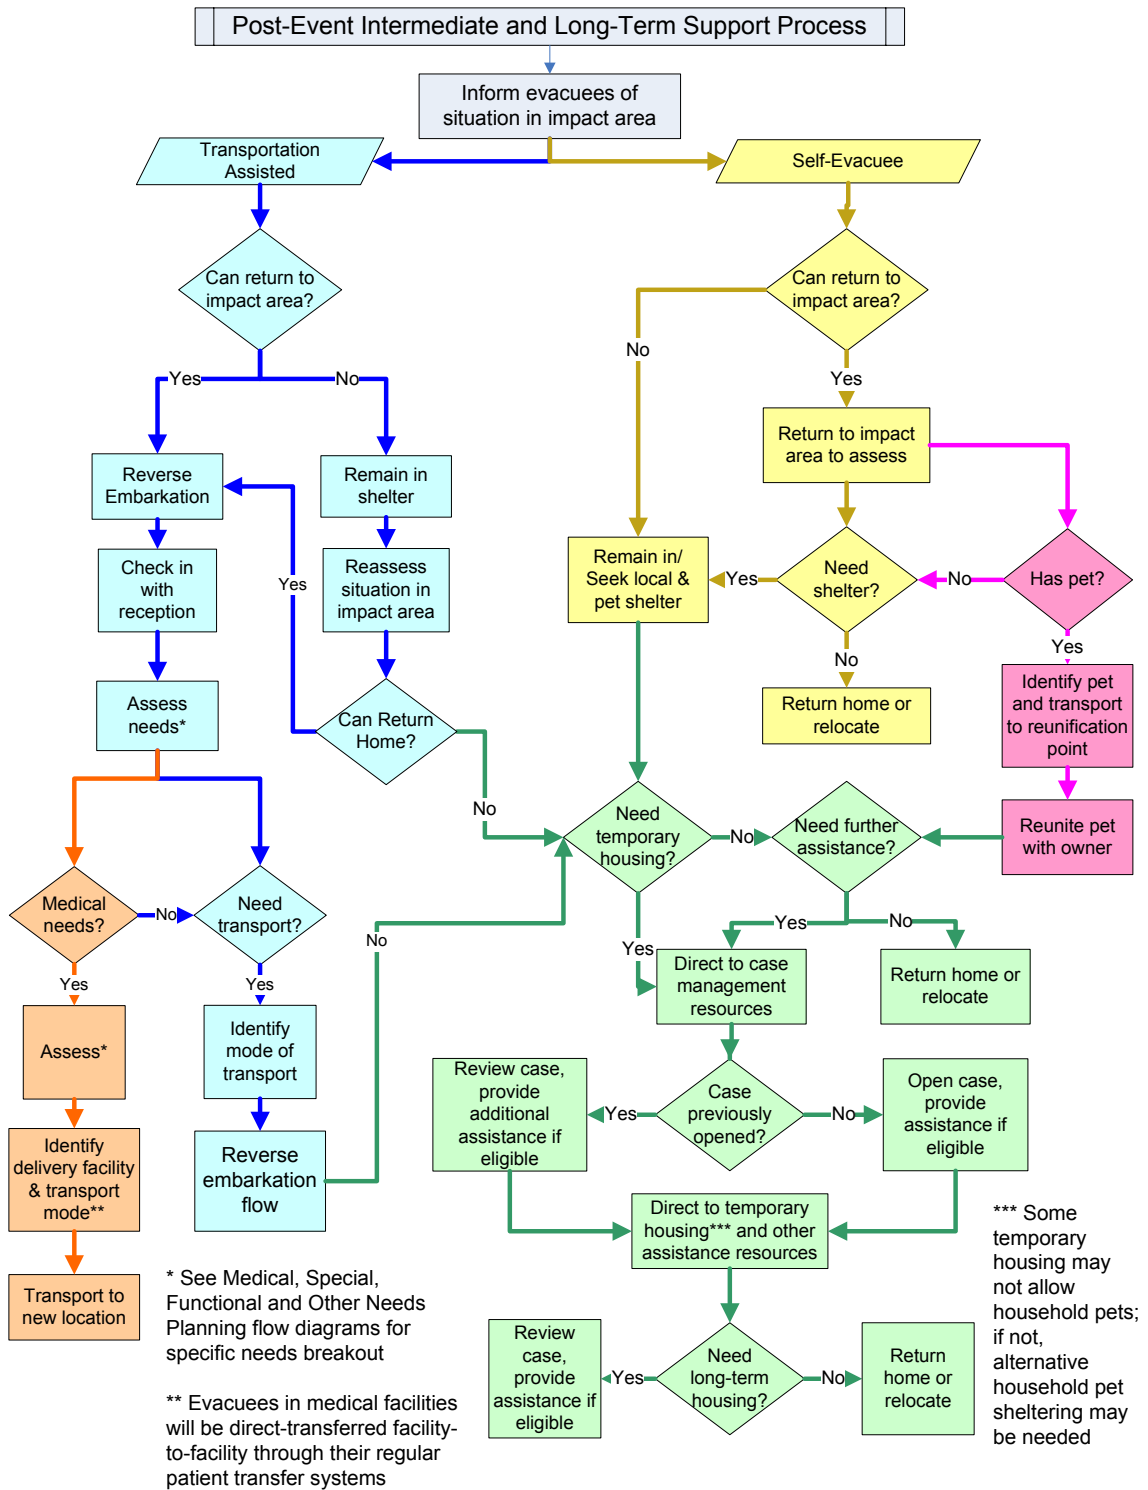 Post-Event Intermediate and Long-Term Support Process
Inform evacuees of
situation in impact area
Transportation
Assisted
Self-Evacuee
Can return to
impact area?
Can return to
impact area?
No
Yes
Yes
No
Return to impact
area to assess
Reverse
Embarkation
Remain in
shelter
Remain in/
Seek local &
pet shelter
Yes
Need
shelter?
No
Has pet?
Check in
with
reception
Yes
Reassess
situation in
impact area
No
Yes
Assess
needs*
Can Return
Home?
Return home or
relocate
Identify pet
and transport
to reunification
point
No
Need
temporary
housing?
No
Need further
assistance?
Reunite pet
with owner
Medical
needs?
No
Need
transport?
No
Yes
Yes
No
Direct to case
management
resources
Return home or
relocate
Yes
Yes
Assess*
Identify
mode of
transport
Review case,
provide
additional
assistance if
eligible
Yes
Case
previously
opened?
No
Open case,
provide
assistance if
eligible
Identify
delivery facility
& transport
mode**
Reverse
embarkation
flow
Direct to temporary
housing*** and other
assistance resources
*** Some
temporary
housing may
not allow
household pets;
if not,
alternative
household pet
sheltering may
be needed
Transport to
new location
* See Medical, Special,
Functional and Other Needs
Planning flow diagrams for
specific needs breakout
Review
case,
provide
assistance if
eligible
Yes
Need
long-term
housing?
No
Return
home or
relocate
** Evacuees in medical facilities
will be direct-transferred facility-
to-facility through their regular
patient transfer systems